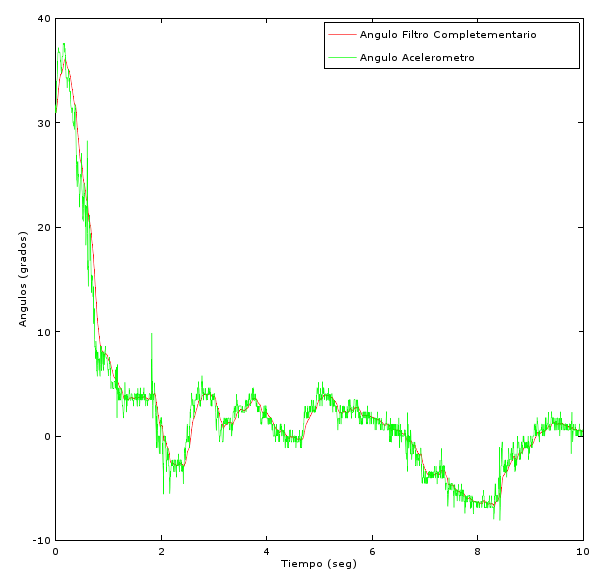 40
Angulo Filtro Completementario
Angulo Acelerometro
30
20
Angulos (grados)
10
0
-10
0 2 4 6 8 10
Tiempo (seg)